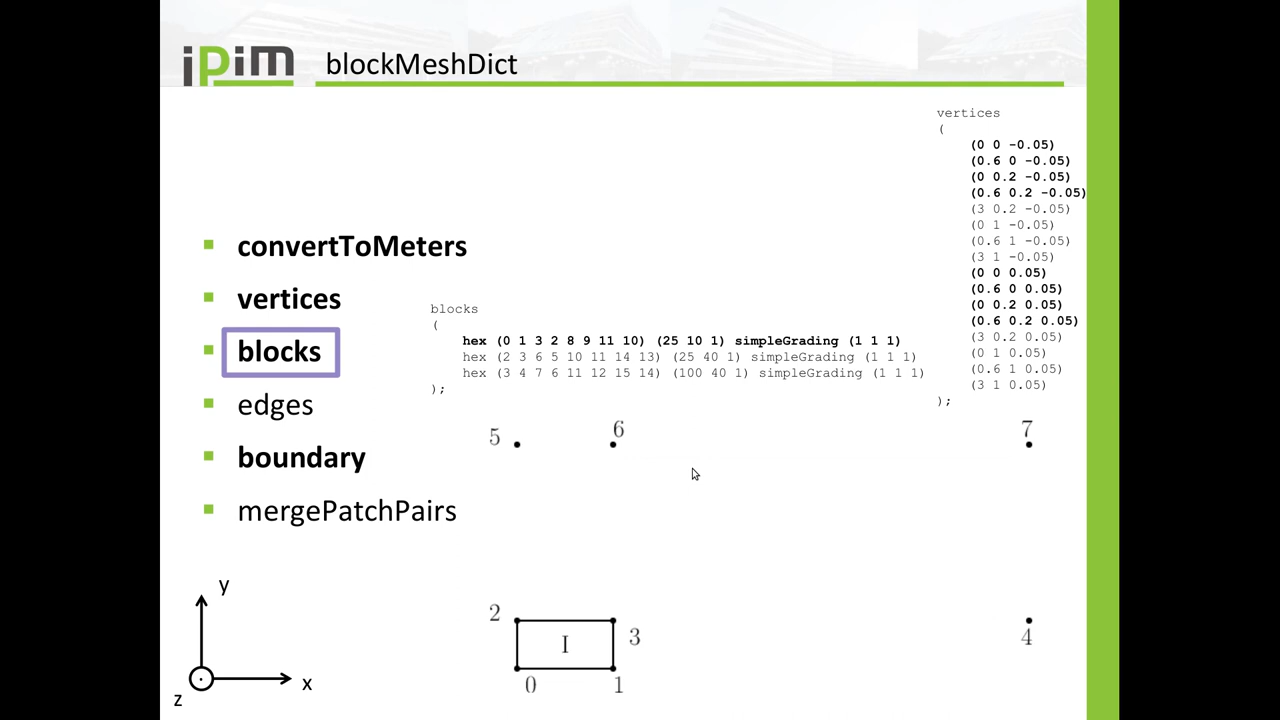 iPim
blockMeshDict
vertices
(
(0 0 -0.05)
(0.6 0 -0.05)
(0 0.2 -0.05)
(0.6 0.2 -0.05)
(3 0.2 -0.05)
(0 1 -0.05)
(0.6 1 -0.05)
(3 1 -0.05)
(0 0 0.05)
(0.6 0 0.05)
(0 0.2 0.05)
(0.6 0.2 0.05)
(3 0.2 0.05)
(0 1 0.05)
(0.6 1 0.05)
(3 1 0.05)
);
convertToMeters
vertices
blocks
edges
boundary
mergePatchPairs
blocks
(
hex (0 1 3 2 8 9 11 10) (25 10 1) simpleGrading (1 1 1)
hex (2 3 6 5 10 11 14 13) (25 40 1) simpleGrading (1 1 1)
hex (3 4 7 6 11 12 15 14) (100 40 1) simpleGrading (1 1 1)
);
5
6
7
2
I
3
4
0
1
y
x
z